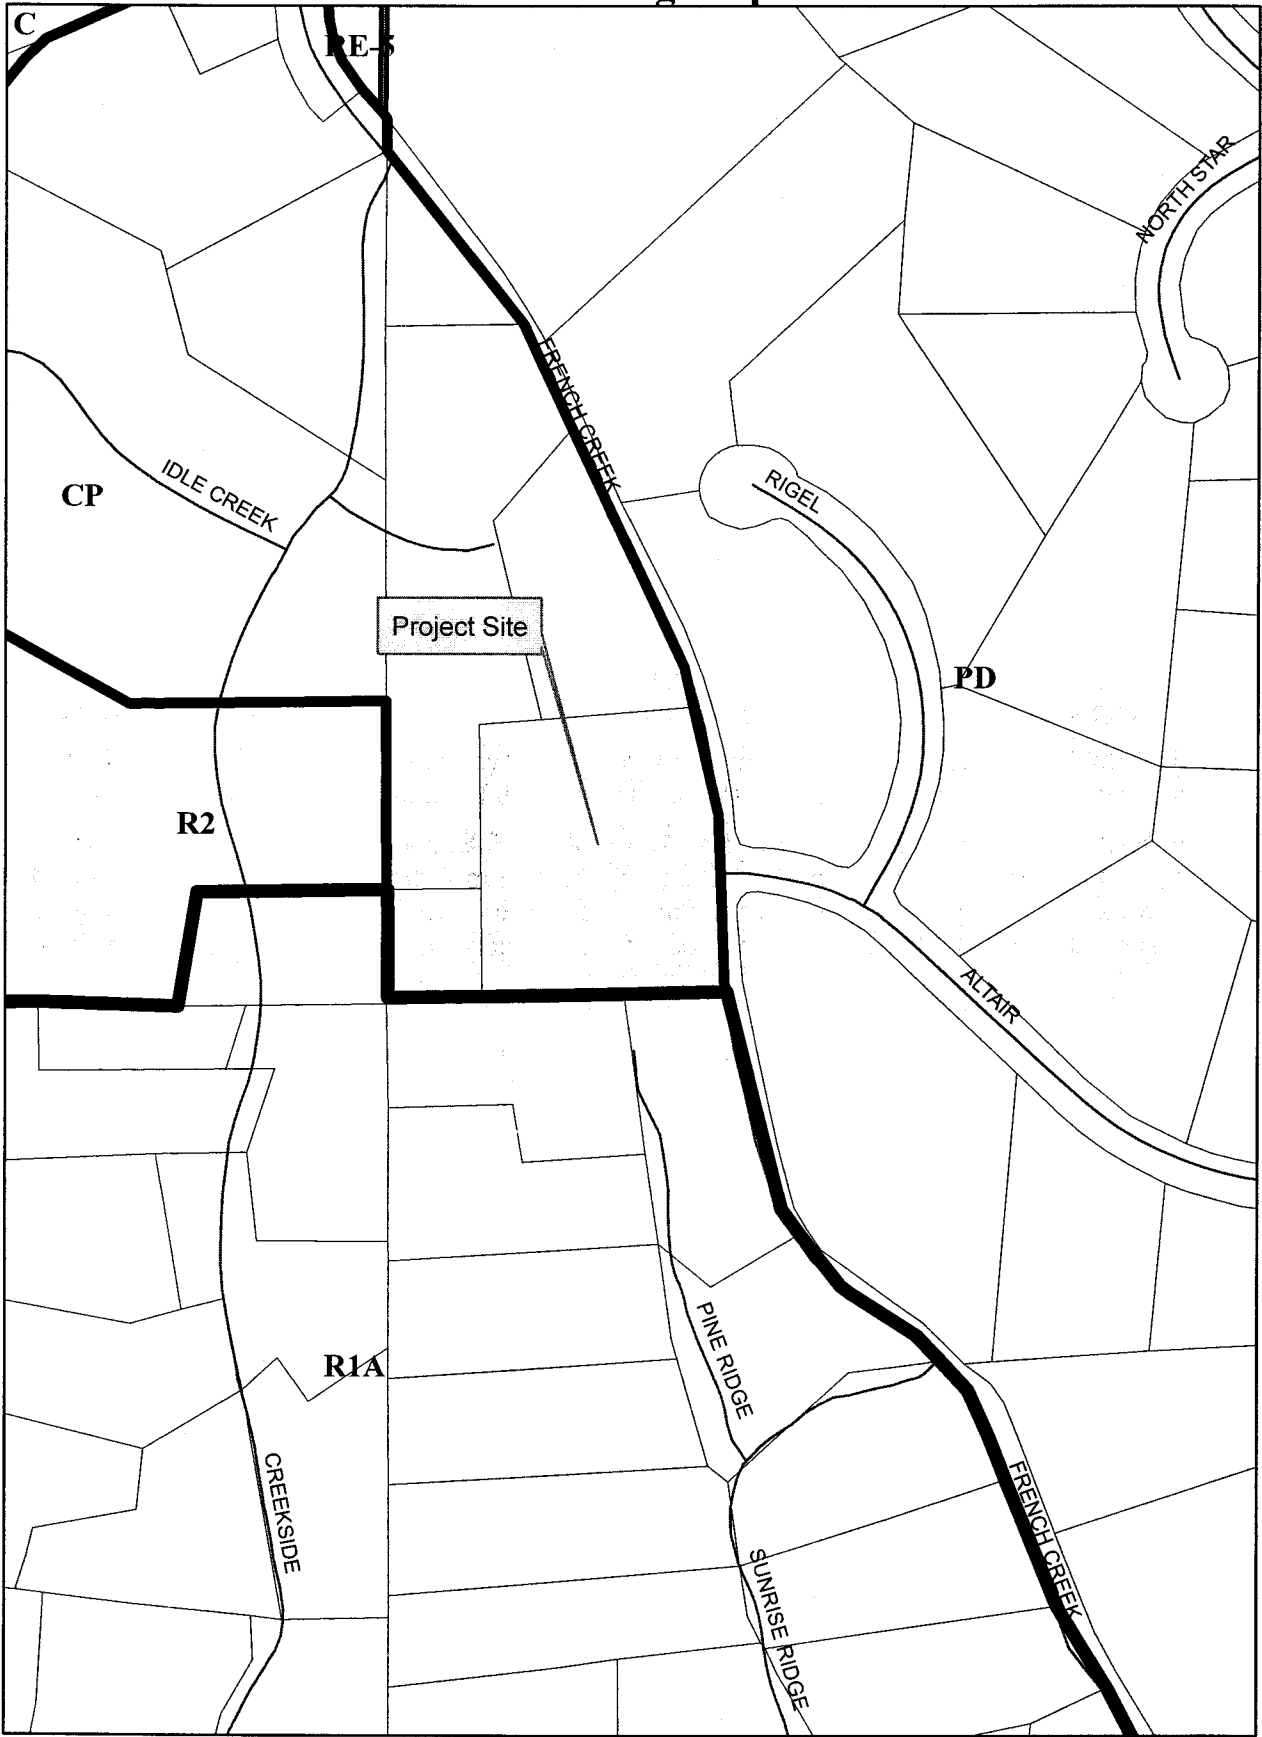 C
RE-5
NORTH STAR
FRENCH CREEK
IDLE CREEK
CP
RIGEL
Project Site
PD
R2
ALTAIR
PINE RIDGE
R1A
CREEKSIDE
FRENCH CREEK
SUNRISE RIDGE